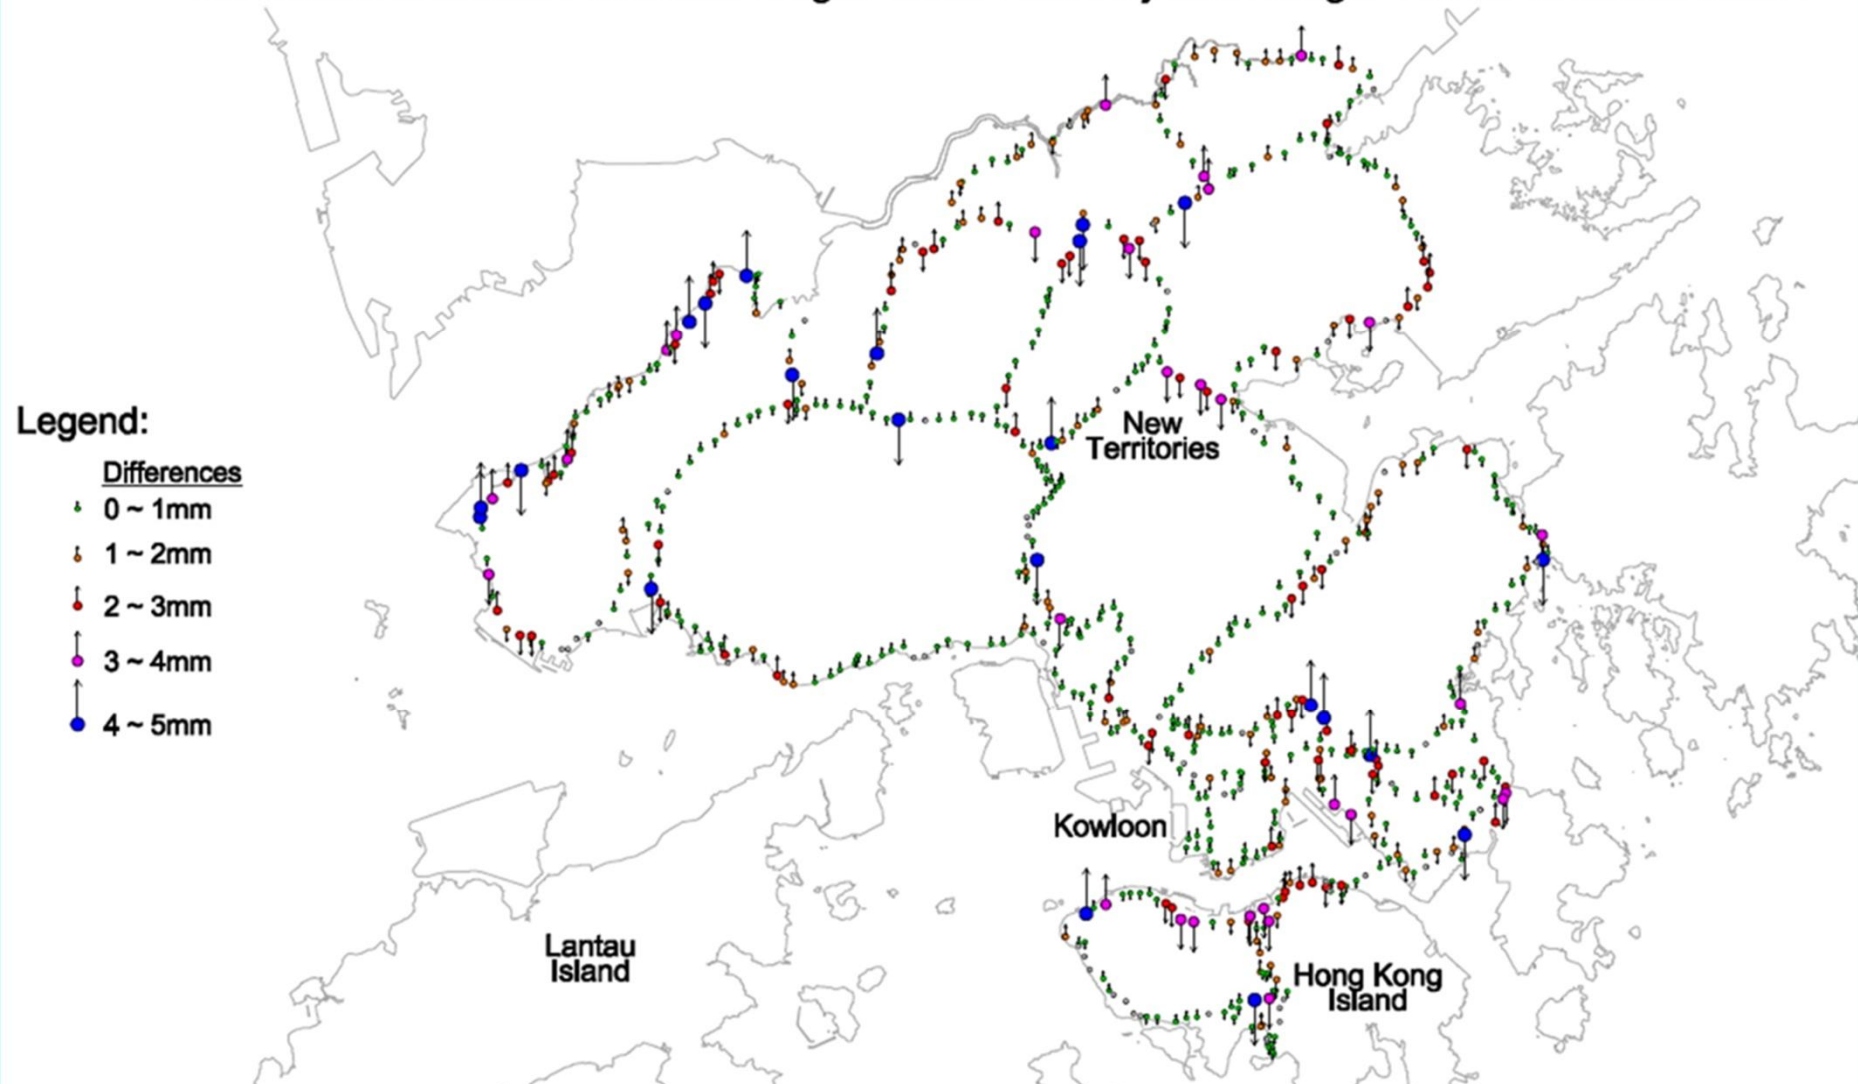 Legend:
Differences
0 ~ 1mm
1 ~ 2mm
2 ~ 3mm
3 ~ 4mm
4 ~ 5mm
New
Territories
Kowloon
Lantau
Island
Hong Kong
Island